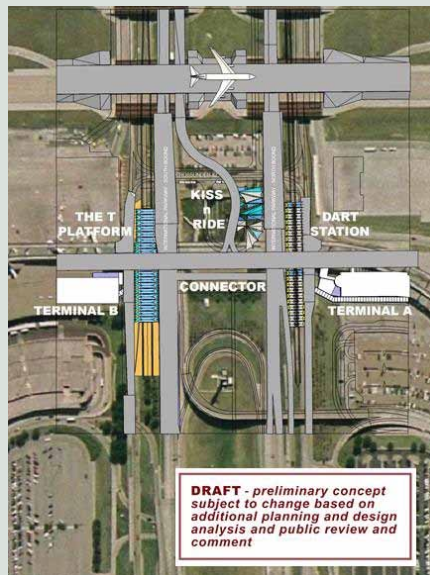 KISS
n
RIDE
THE T
PLATFORM
DART
STATION
CONNECTOR
TERMINAL B
TERMINAL A
DRAFT - preliminary concept
subject to change based on
additional planning and design
analysis and public review and
comment